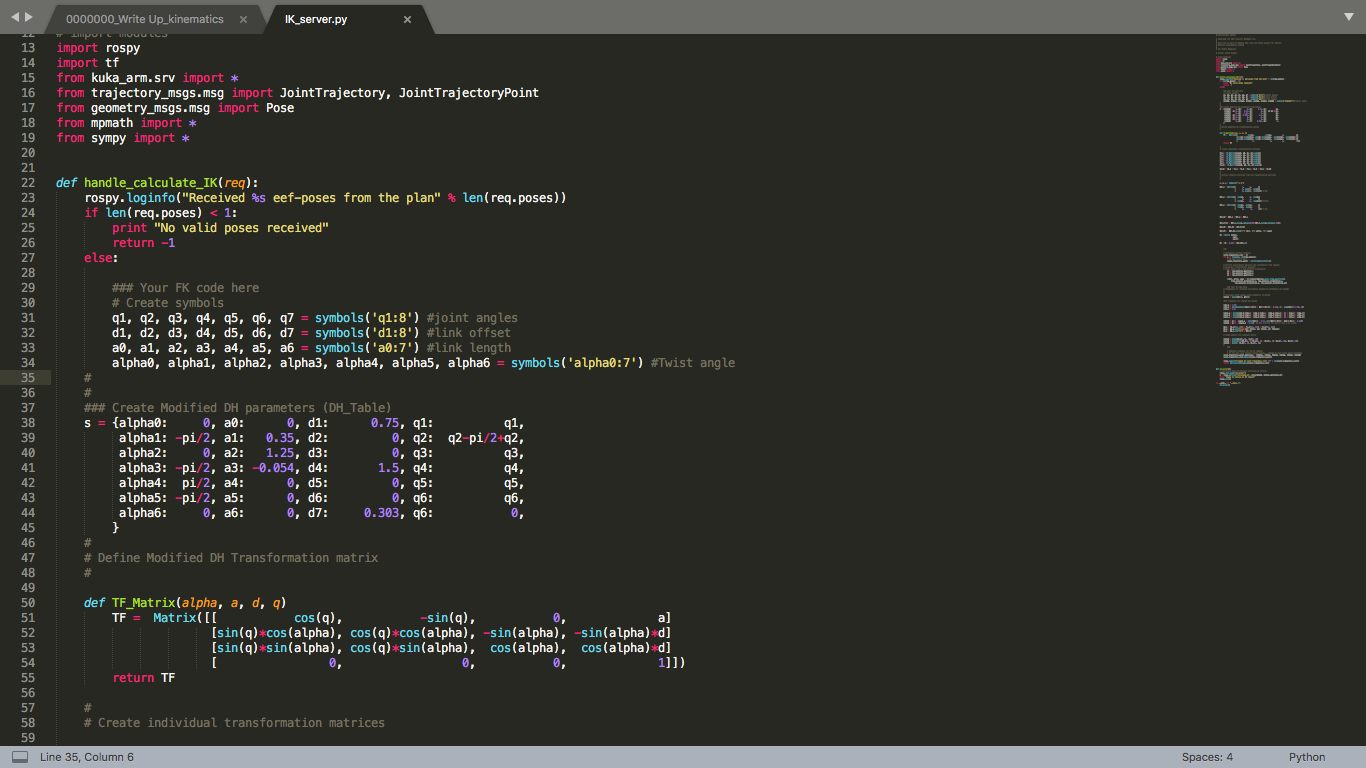 0000000_Write Up_kinematics × IK_server.py ×
12 # import modules
13 import rospy
14 import tf
15 from kuka_arm.srv import *
16 from trajectory_msgs.msg import JointTrajectory, JointTrajectoryPoint
17 from geometry_msgs.msg import Pose
18 from mpmath import *
19 from sympy import *
20
21
22 def handle_calculate_IK(req):
23     rospy.loginfo("Received %s eef-poses from the plan" % len(req.poses))
24     if len(req.poses) < 1:
25         print "No valid poses received"
26         return -1
27     else:
28
29         ### Your FK code here
30         # Create symbols
31         q1, q2, q3, q4, q5, q6, q7 = symbols('q1:8') #joint angles
32         d1, d2, d3, d4, d5, d6, d7 = symbols('d1:8') #link offset
33         a0, a1, a2, a3, a4, a5, a6 = symbols('a0:7') #link length
34         alpha0, alpha1, alpha2, alpha3, alpha4, alpha5, alpha6 = symbols('alpha0:7') #Twist angle
35     #
36     #
37     ### Create Modified DH parameters (DH_Table)
38     s = {alpha0:     0, a0:      0, d1:      0.75, q1:          q1,
39          alpha1: -pi/2, a1:   0.35, d2:         0, q2:  q2-pi/2+q2,
40          alpha2:     0, a2:   1.25, d3:         0, q3:          q3,
41          alpha3: -pi/2, a3: -0.054, d4:       1.5, q4:          q4,
42          alpha4:  pi/2, a4:      0, d5:         0, q5:          q5,
43          alpha5: -pi/2, a5:      0, d6:         0, q6:          q6,
44          alpha6:     0, a6:      0, d7:     0.303, q6:           0,
45         }
46     #
47     # Define Modified DH Transformation matrix
48     #
49
50     def TF_Matrix(alpha, a, d, q)
51         TF =  Matrix([[           cos(q),           -sin(q),           0,             a]
52                       [sin(q)*cos(alpha), cos(q)*cos(alpha), -sin(alpha), -sin(alpha)*d]
53                       [sin(q)*sin(alpha), cos(q)*sin(alpha),  cos(alpha),  cos(alpha)*d]
54                       [                0,                 0,           0,             1]])
55         return TF
56
57     #
58     # Create individual transformation matrices
59
Line 35, Column 6 Spaces: 4 Python